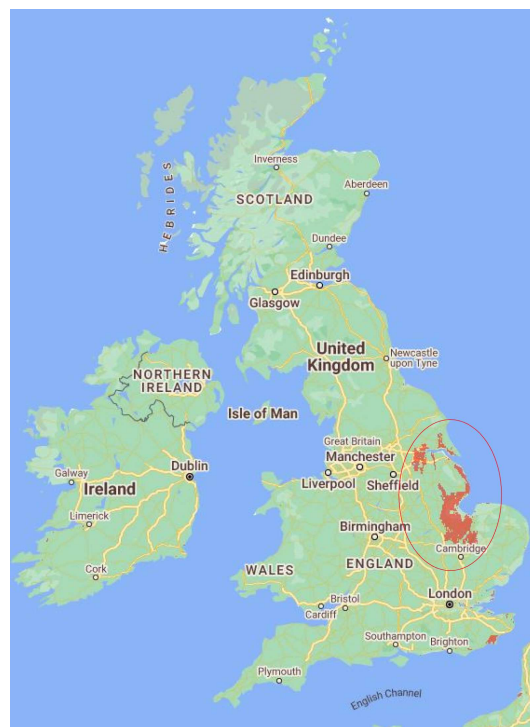 Inverness
Aberdeen
SCOTLAND
HEBRIDES
Dundee
Edinburgh
Glasgow
United
Kingdom
Newcastle
upon Tyne
NORTHERN
IRELAND
Isle of Man
Great Britain
Manchester
Liverpool
Sheffield
Galway
Dublin
Ireland
Limerick
Birmingham
Cambridge
WALES
ENGLAND
Cork
London
Bristol
Cardiff
Southampton
Brighton
Plymouth
English Channel